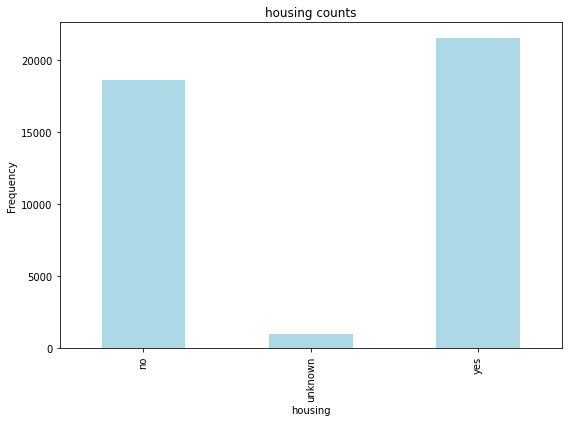 housing counts
Frequency
20000
15000
10000
5000
0
no
unknown
yes
housing